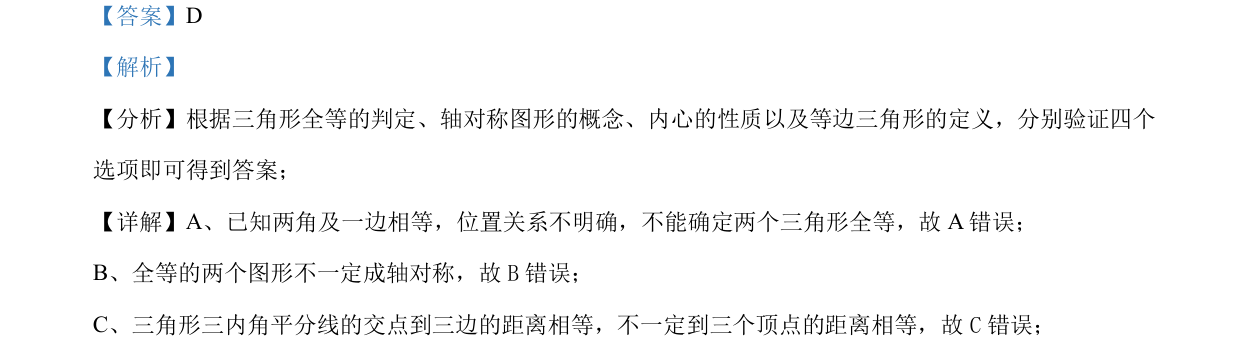 【答案】D
【解析】
【分析】根据三角形全等的判定、轴对称图形的概念、内心的性质以及等边三角形的定义，分别验证四个
选项即可得到答案；
【详解】A、已知两角及一边相等，位置关系不明确，不能确定两个三角形全等，故 A 错误；
B、全等的两个图形不一定成轴对称，故 B 错误；
C、三角形三内角平分线的交点到三边的距离相等，不一定到三个顶点的距离相等，故 C 错误；